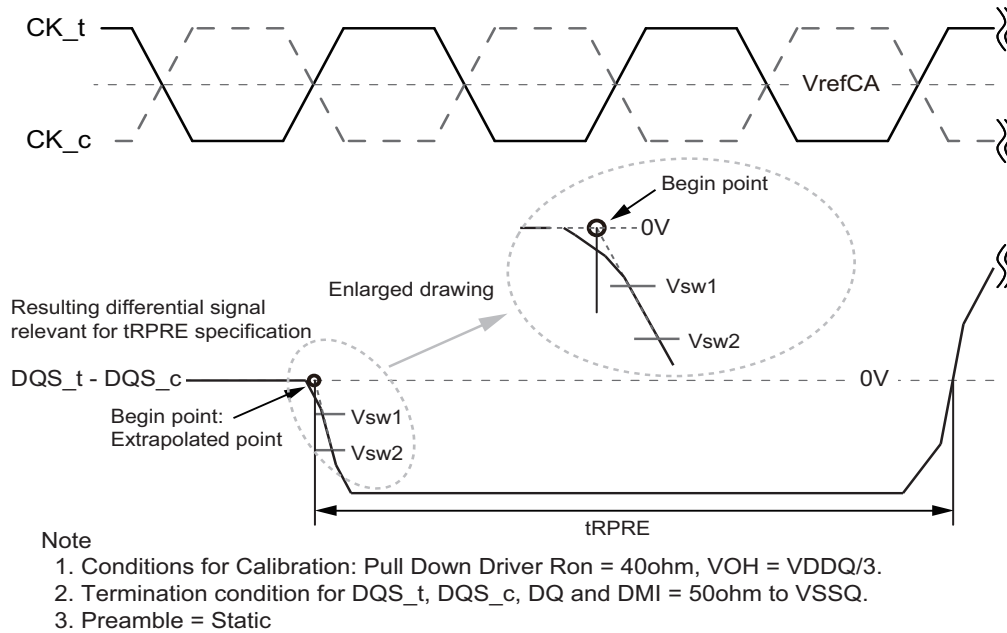 CK_t
VrefCA
CK_c
Begin point
0V
Vsw1
Enlarged drawing
Vsw2
Resulting differential signal
relevant for tRPRE specification
DQS_t - DQS_c
0V
Begin point:
Extrapolated point
Vsw1
Vsw2
tRPRE
Note
1. Conditions for Calibration: Pull Down Driver Ron = 40ohm, VOH = VDDQ/3.
2. Termination condition for DQS_t, DQS_c, DQ and DMI = 50ohm to VSSQ.
3. Preamble = Static